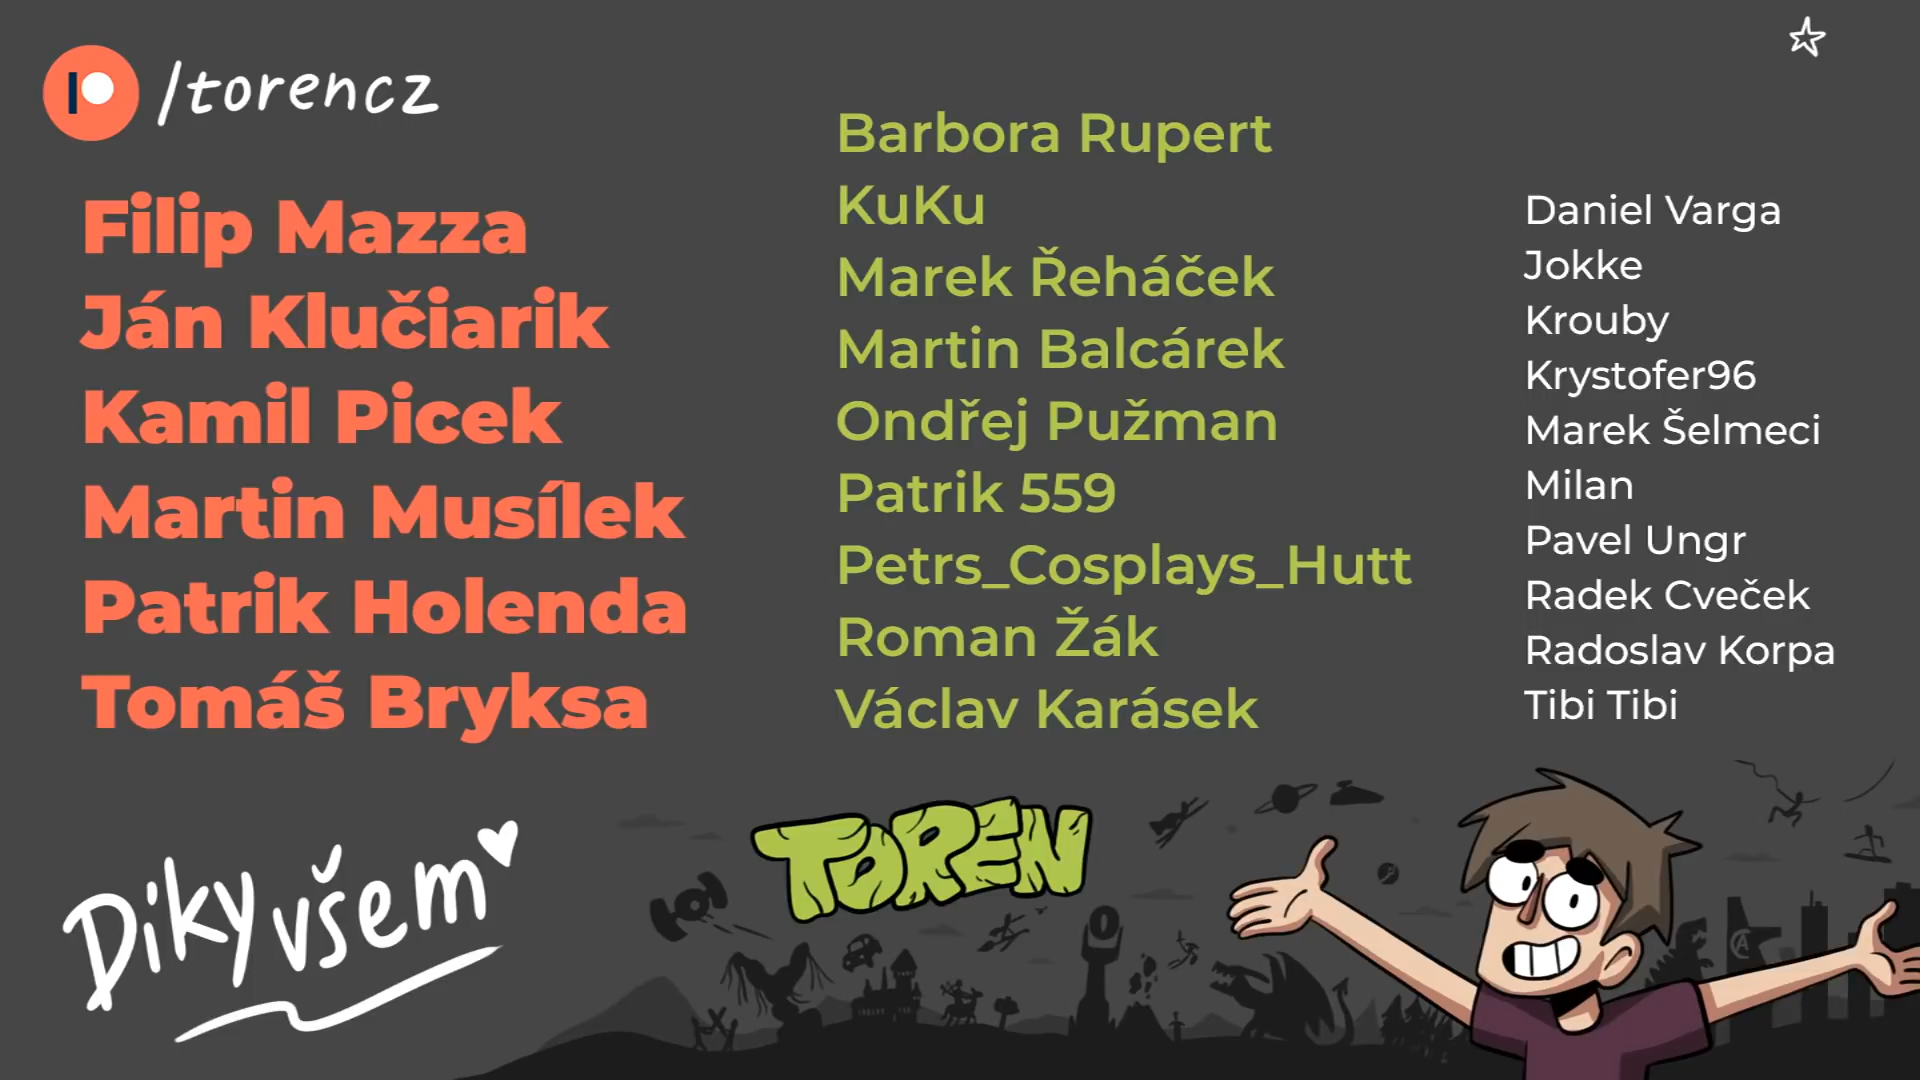 /torencz
Filip Mazza
Ján Klučiarik
Kamil Picek
Martin Musílek
Patrik Holenda
Tomáš Bryksa
Barbora Rupert
KuKu
Marek Řeháček
Martin Balcárek
Ondřej Pužman
Patrik 559
Petrs_Cosplays_Hutt
Roman Žák
Václav Karásek
Daniel Varga
Jokke
Krouby
Krystofer96
Marek Šelmeci
Milan
Pavel Ungr
Radek Cveček
Radoslav Korpa
Tibi Tibi
Díky všem
TOREN